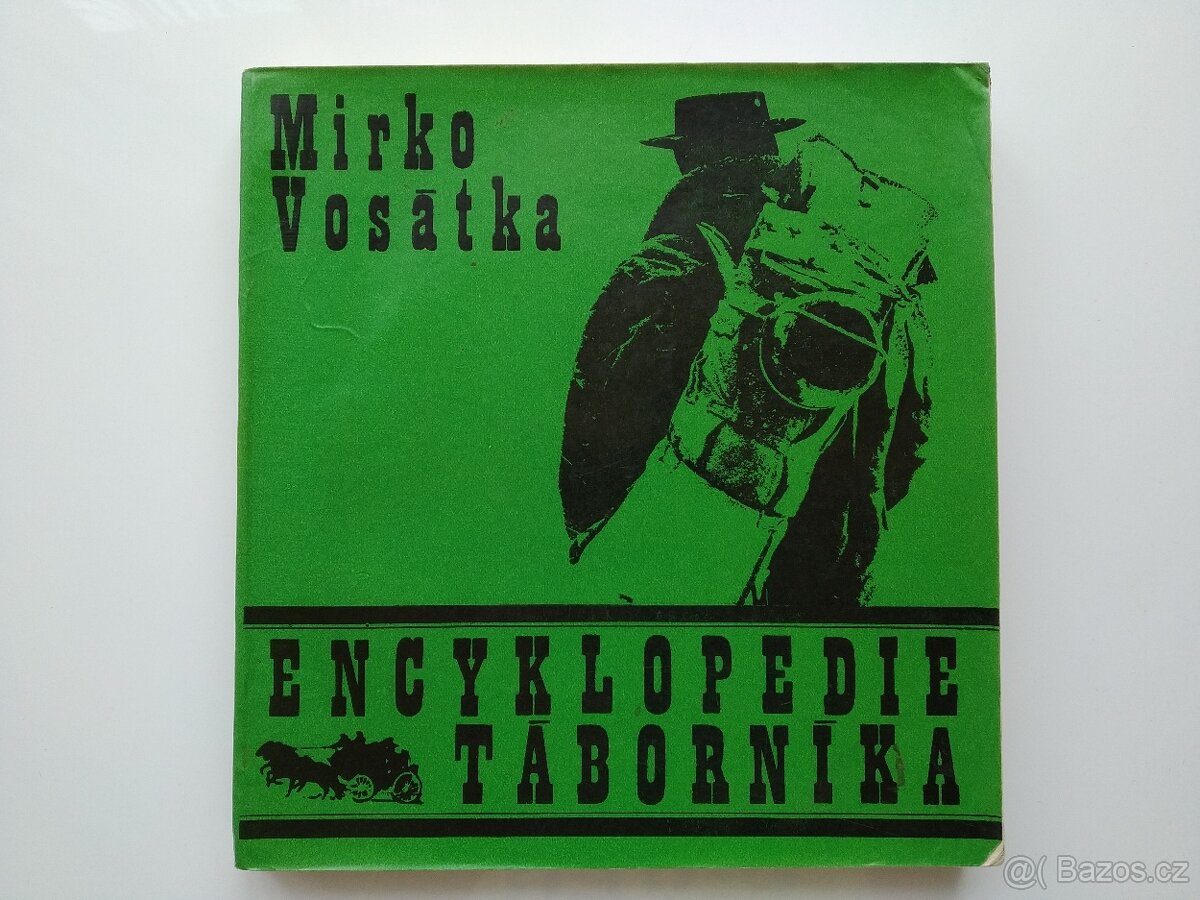 Mirko
Vosátka
ENCYKLOPEDIE
TÁBORNÍKA
@( Bazos.cz